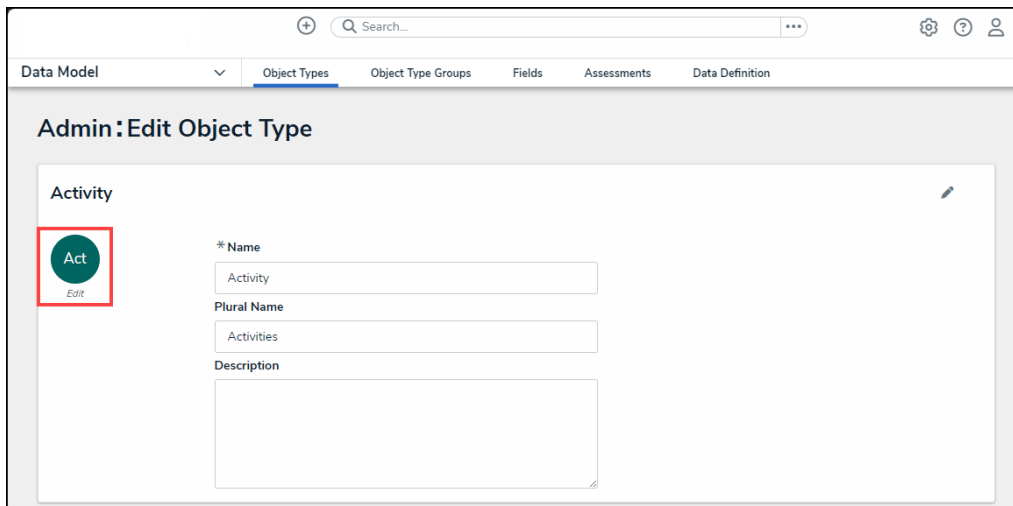 Search...
Data Model Object Types Object Type Groups Fields Assessments Data Definition
Admin:Edit Object Type
Activity
Act
Edit
*Name
Activity
Plural Name
Activities
Description